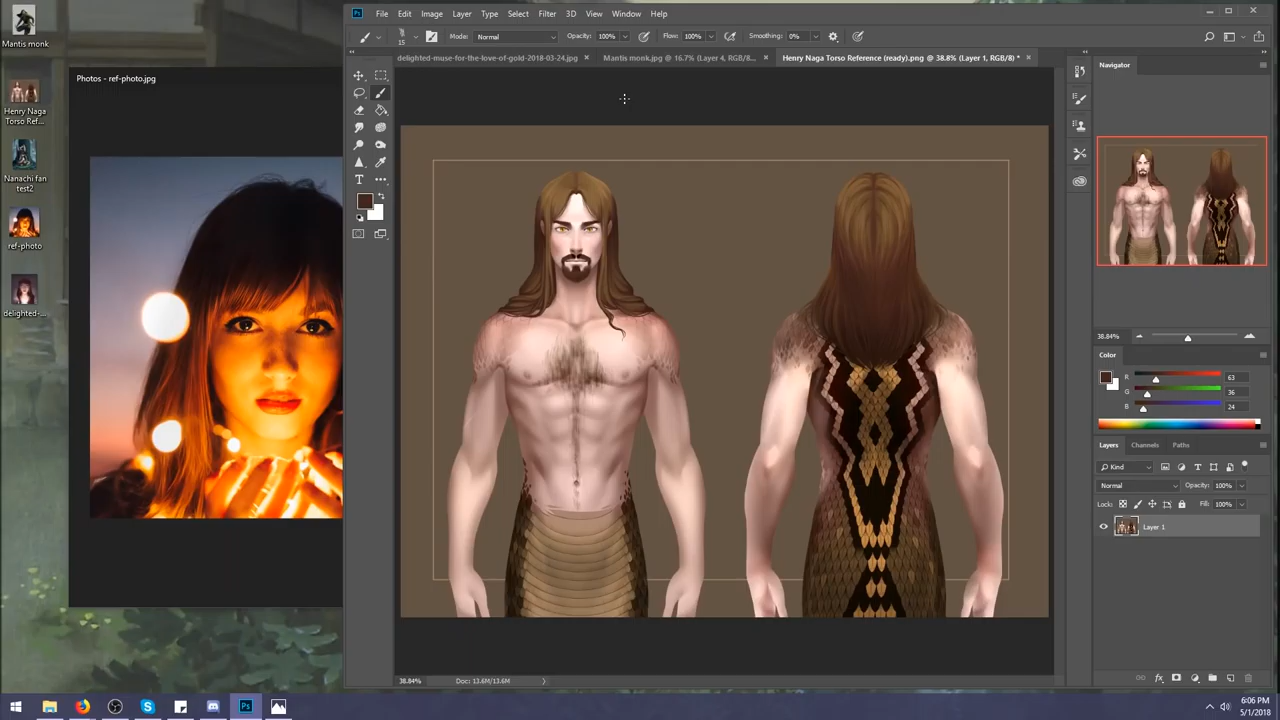 Mantis monk
Henry Naga
Torso Ref...
Nanachi fan
test2
ref-photo
delighted-...
Photos - ref-photo.jpg
Ps File Edit Image Layer Type Select Filter 3D View Window Help
15 Mode: Normal Opacity: 100% Flow: 100% Smoothing: 0%
delighted-muse-for-the-love-of-gold-2018-03-24.jpg × Mantis monk.jpg @ 16.7% (Layer 4, RGB/8... × Henry Naga Torso Reference (ready).png @ 38.8% (Layer 1, RGB/8) * ×
Navigator
38.84%
Color
R 63
G 36
B 24
Layers Channels Paths
Kind
Normal Opacity: 100%
Lock: Fill: 100%
Layer 1
fx
38.84% Doc: 13.6M/13.6M
Ps
6:06 PM
5/1/2018